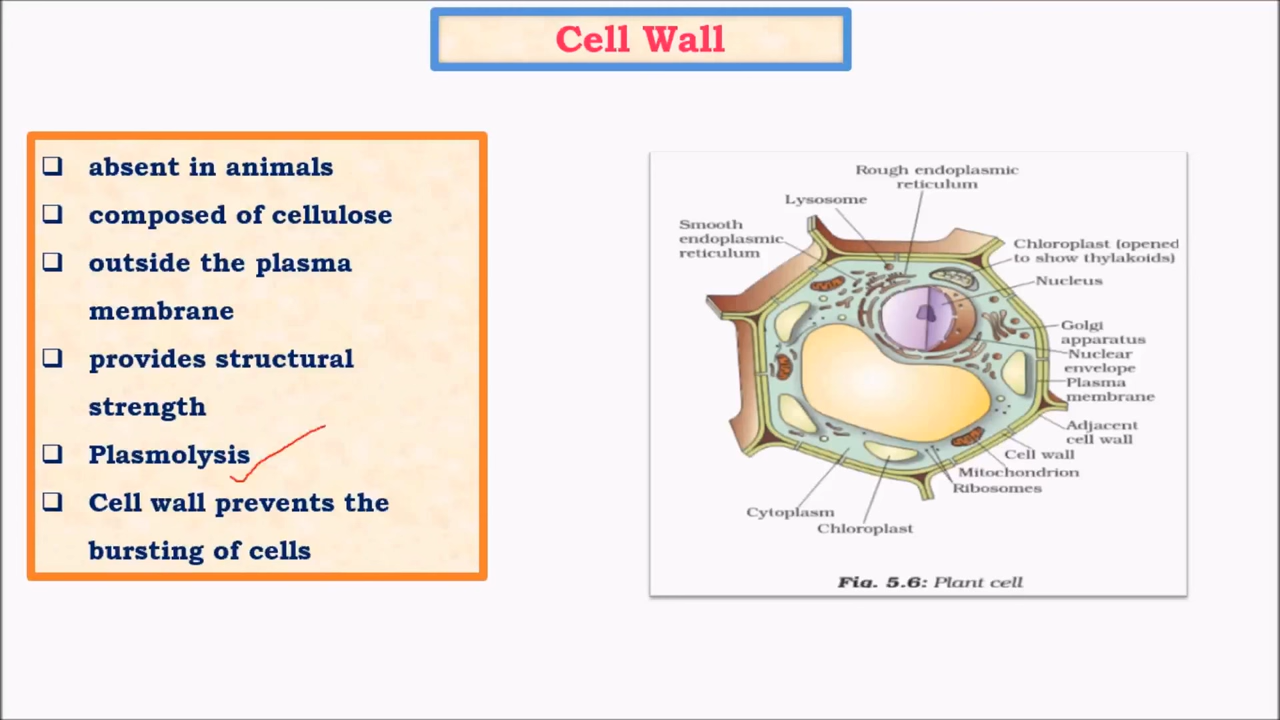 Cell Wall
❑ absent in animals
❑ composed of cellulose
❑ outside the plasma
membrane
❑ provides structural
strength
❑ Plasmolysis
❑ Cell wall prevents the
bursting of cells
Rough endoplasmic
reticulum
Lysosome
Smooth
endoplasmic
reticulum
Chloroplast (opened
to show thylakoids)
Nucleus
Golgi
apparatus
Nuclear
envelope
Plasma
membrane
Adjacent
cell wall
Cell wall
Mitochondrion
Ribosomes
Cytoplasm
Chloroplast
Fig. 5.6: Plant cell